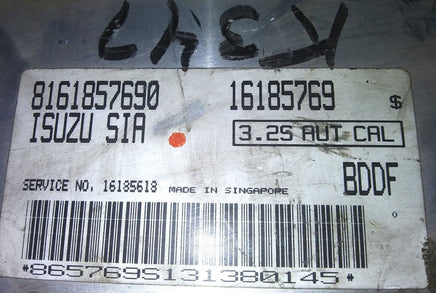 8161857690 16185769 $
ISUZU SIA 3.2S AUT CAL
SERVICE NO. 16185618 MADE IN SINGAPORE BDDF
*865769S131380145*